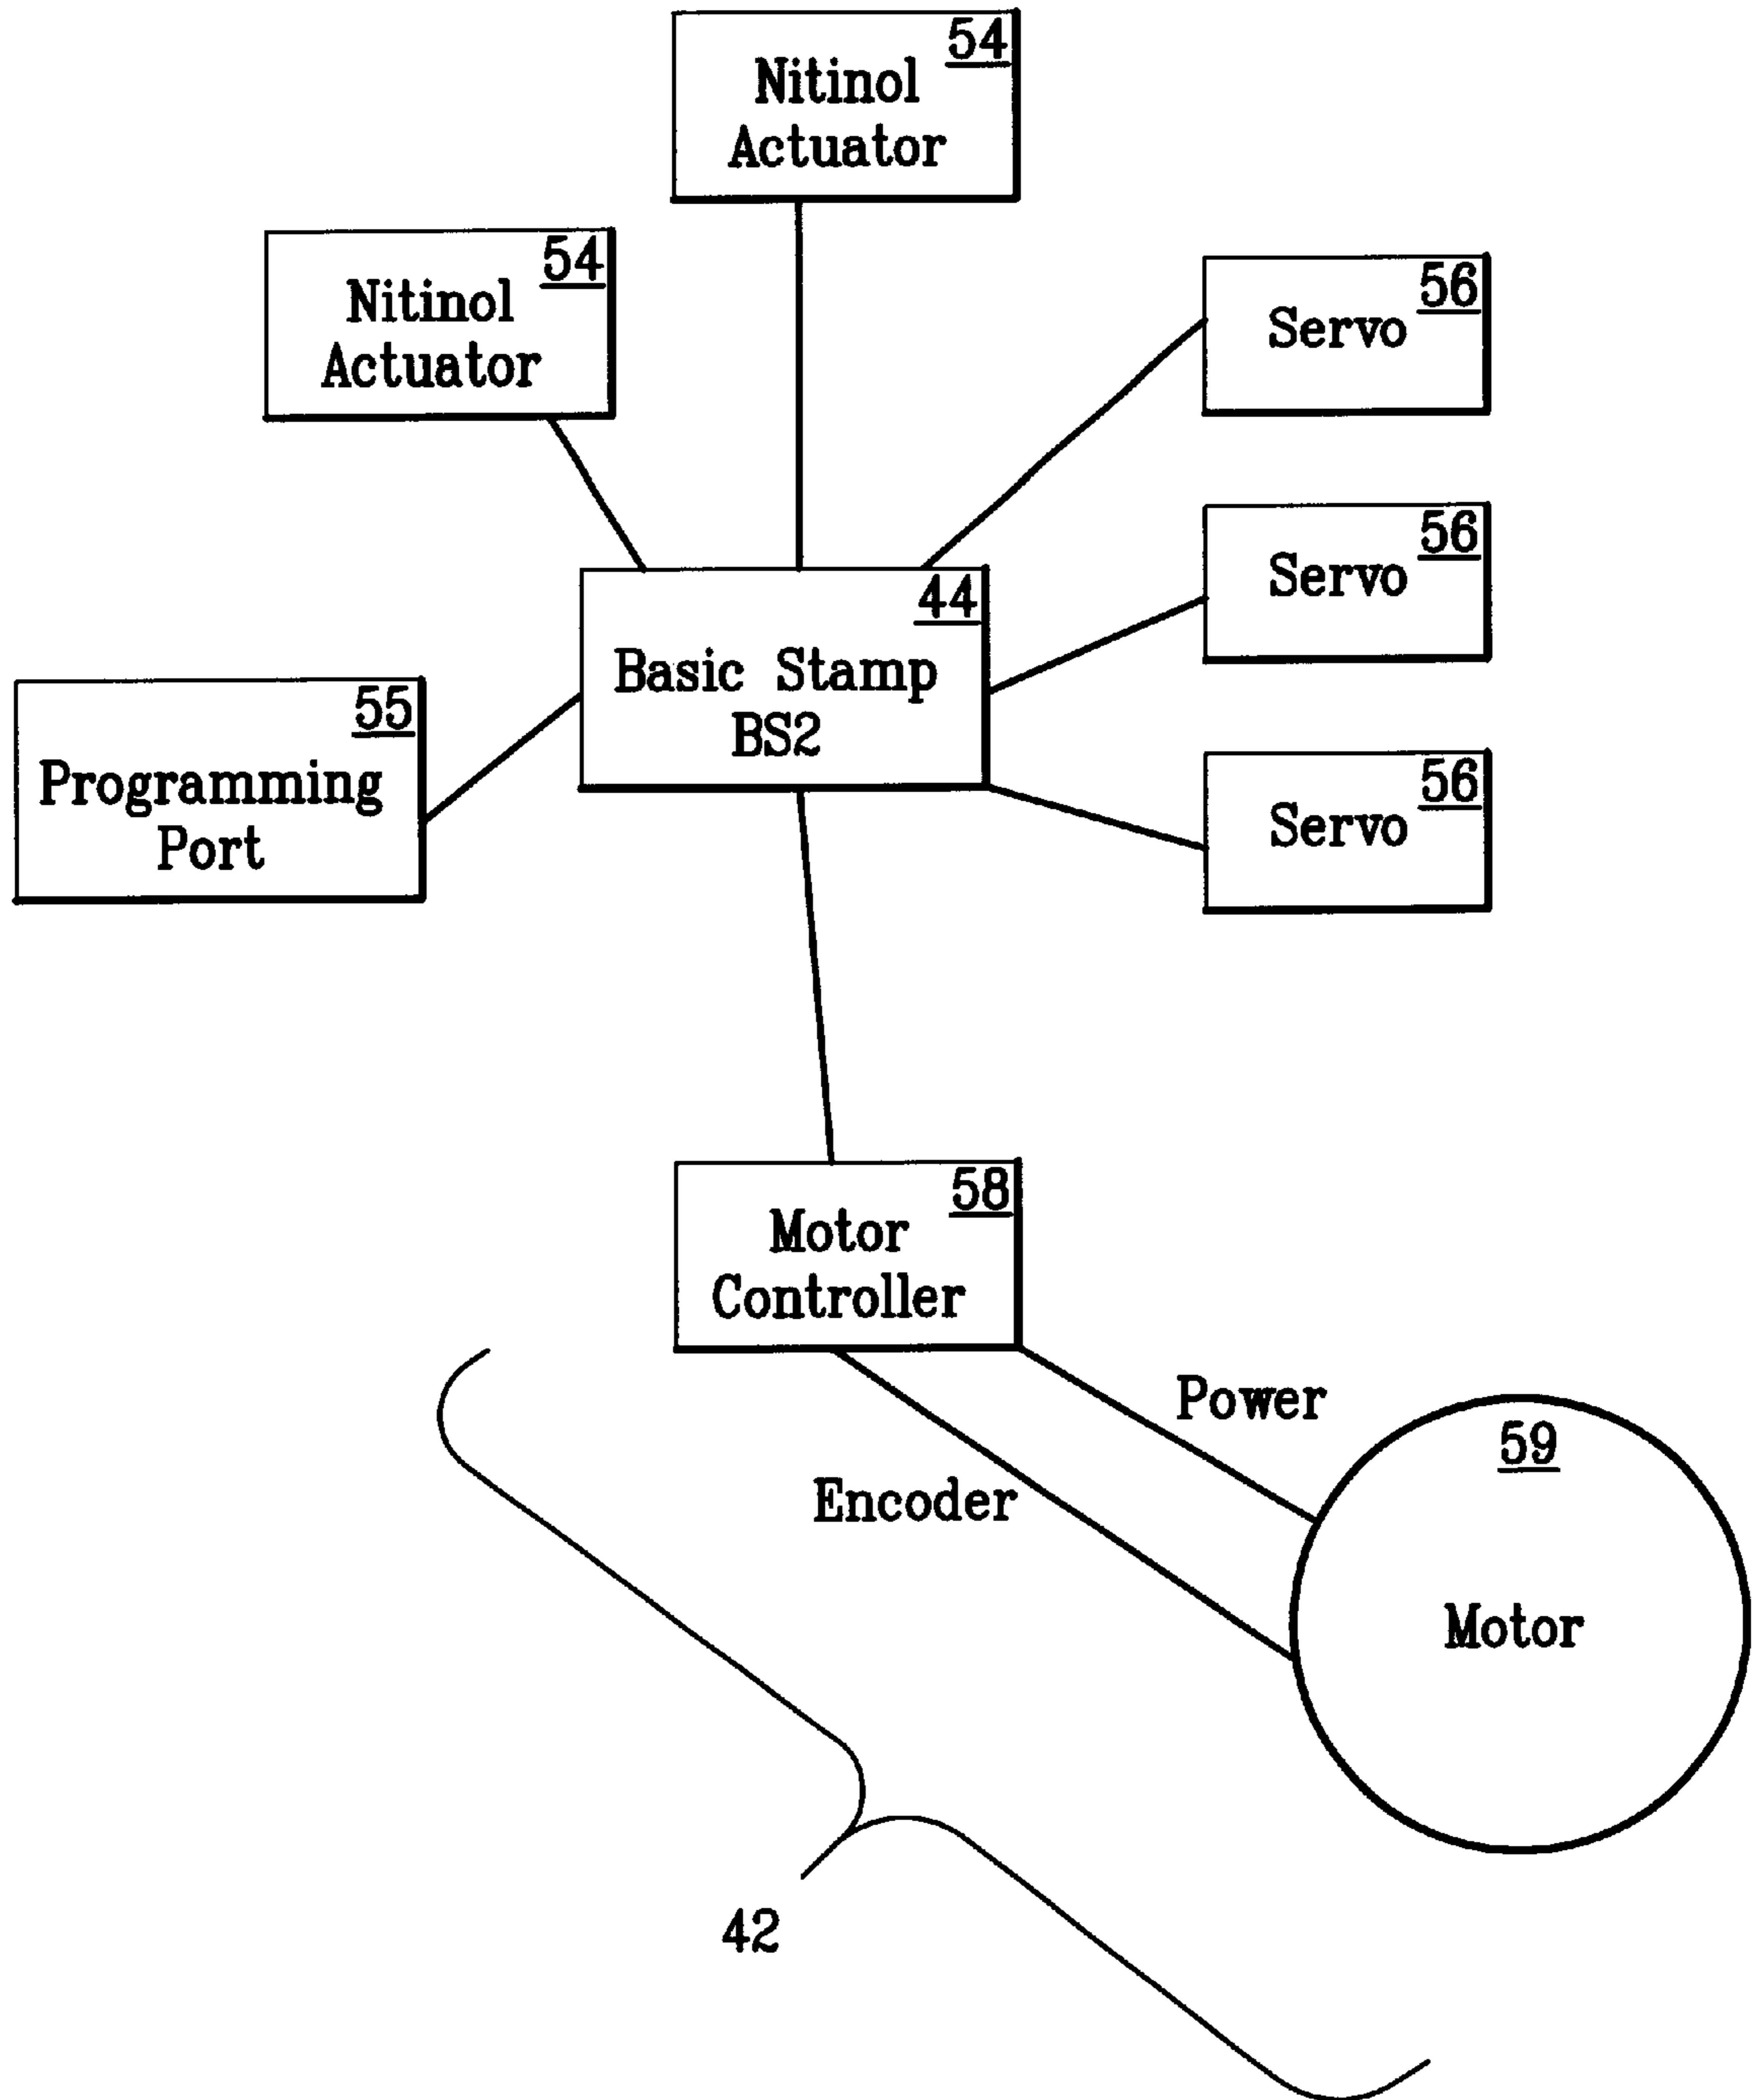 54
Nitinol
Actuator
54
Nitinol
Actuator
56
Servo
56
Servo
44
Basic Stamp
BS2
55
Programming
Port
56
Servo
58
Motor
Controller
Power
59
Encoder
Motor
42